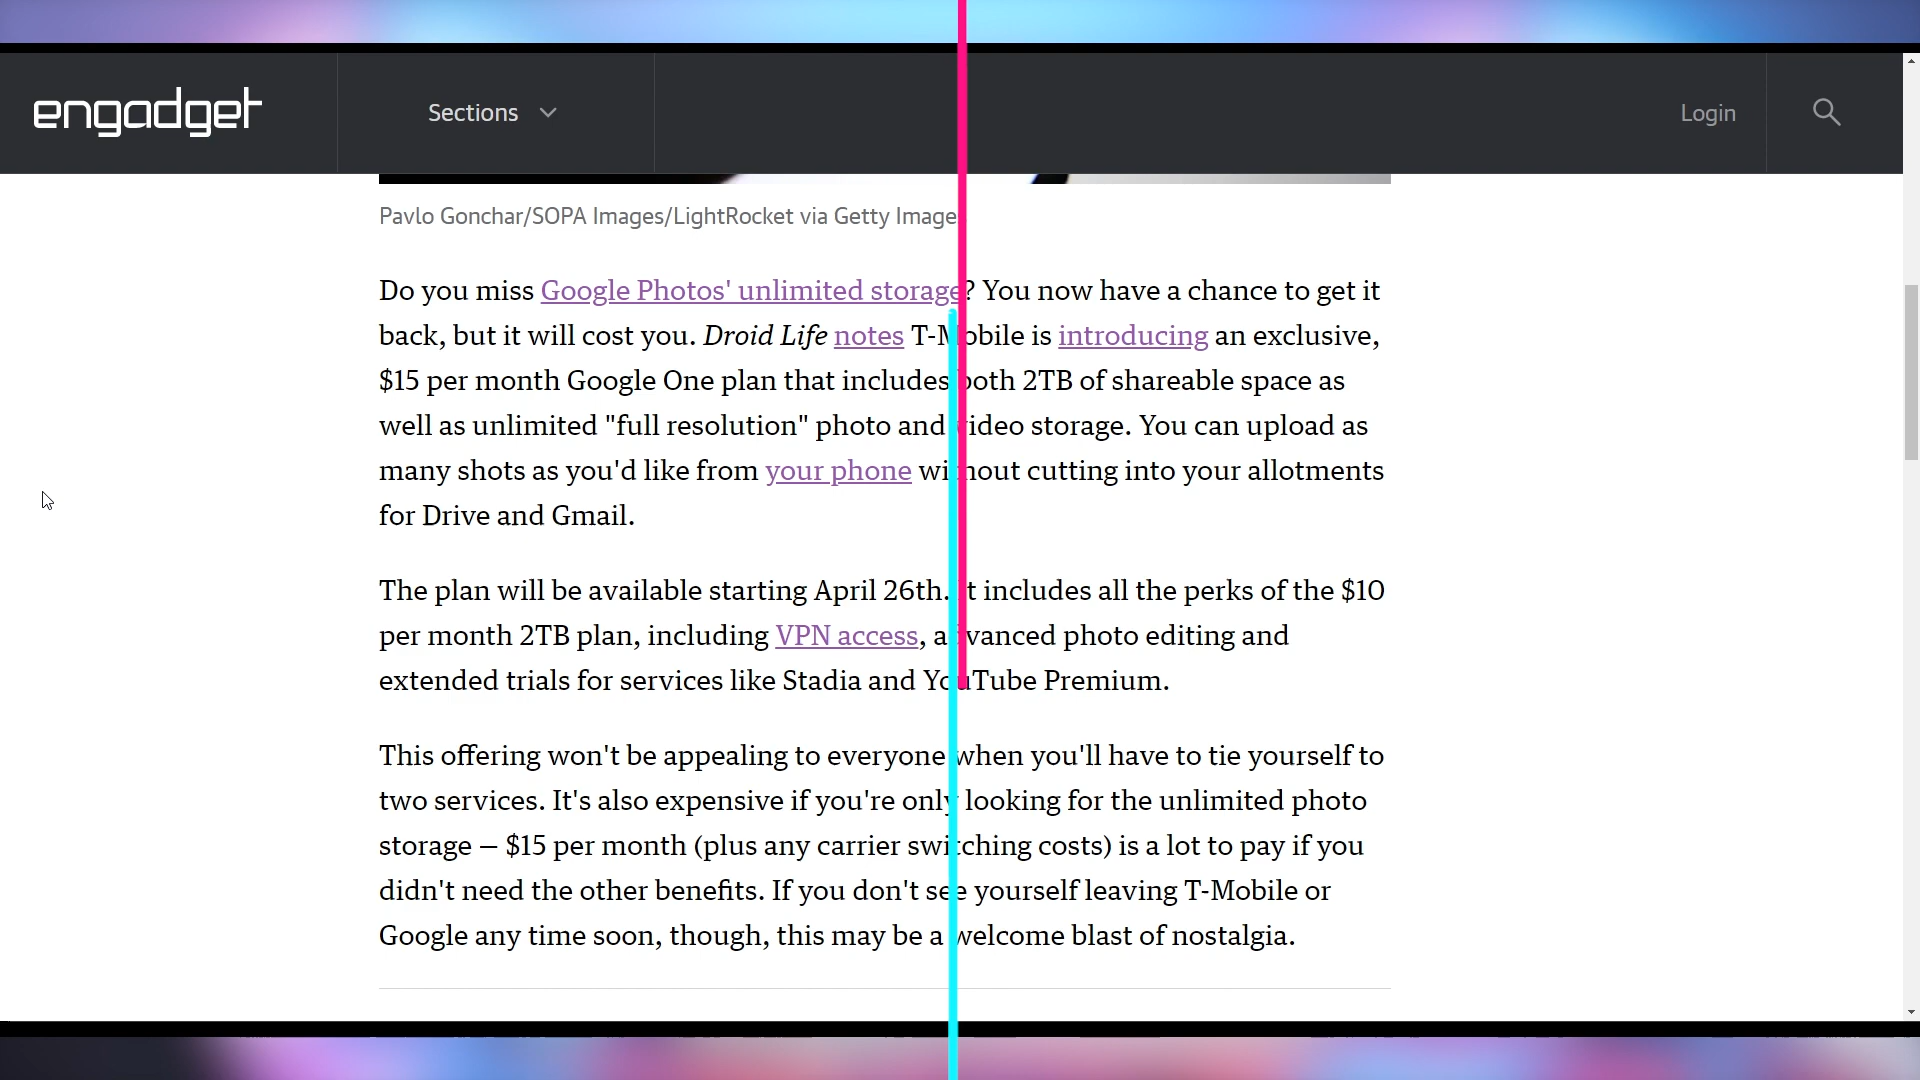 engadget
Sections
Login
Pavlo Gonchar/SOPA Images/LightRocket via Getty Images
Do you miss Google Photos' unlimited storage? You now have a chance to get it
back, but it will cost you. Droid Life notes T-Mobile is introducing an exclusive,
$15 per month Google One plan that includes both 2TB of shareable space as
well as unlimited "full resolution" photo and video storage. You can upload as
many shots as you'd like from your phone without cutting into your allotments
for Drive and Gmail.
The plan will be available starting April 26th. It includes all the perks of the $10
per month 2TB plan, including VPN access, advanced photo editing and
extended trials for services like Stadia and YouTube Premium.
This offering won't be appealing to everyone when you'll have to tie yourself to
two services. It's also expensive if you're only looking for the unlimited photo
storage — $15 per month (plus any carrier switching costs) is a lot to pay if you
didn't need the other benefits. If you don't see yourself leaving T-Mobile or
Google any time soon, though, this may be a welcome blast of nostalgia.